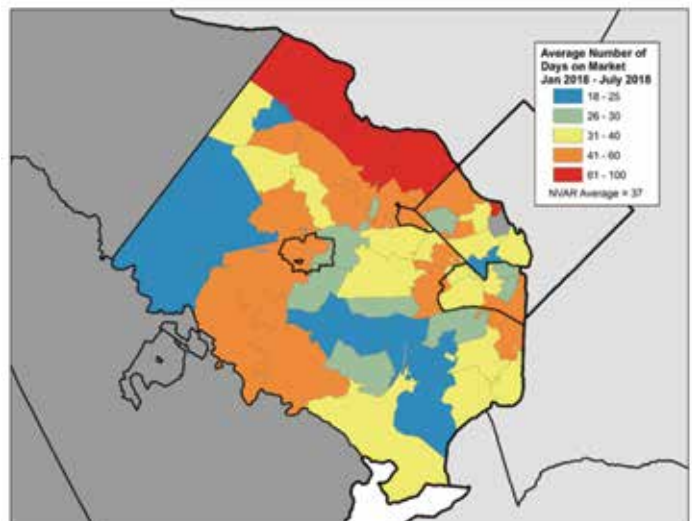 Average Number of
Days on Market
Jan 2018 - July 2018
18 - 25
26 - 30
31 - 40
41 - 60
61 - 100
NVAR Average = 37